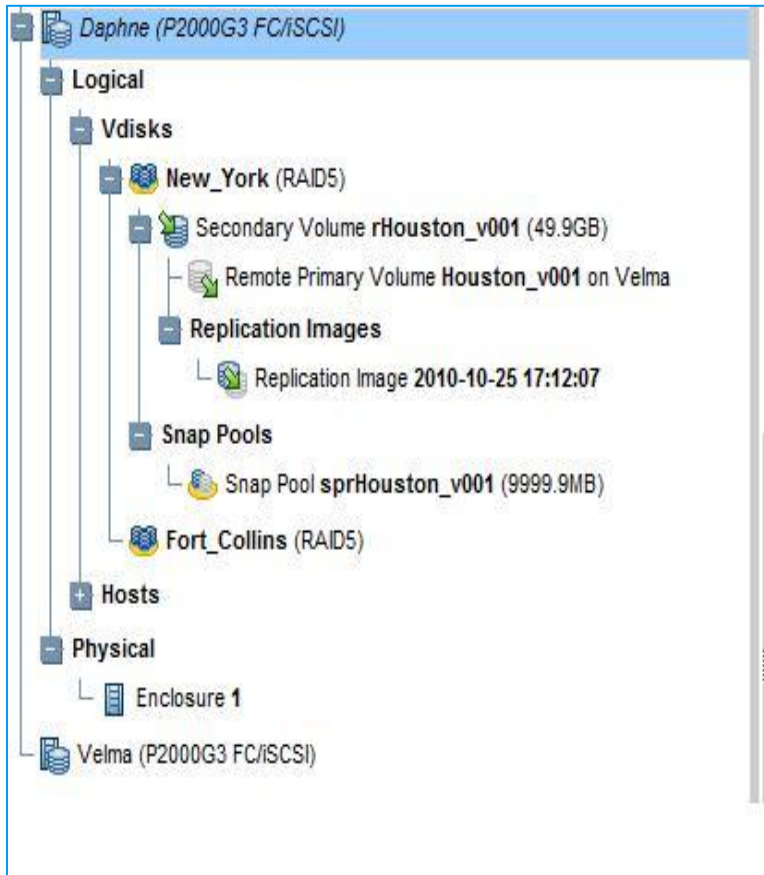 Daphne (P2000G3 FC/iSCSI)
Logical
Vdisks
New_York (RAID5)
Secondary Volume rHouston_v001 (49.9GB)
Remote Primary Volume Houston_v001 on Velma
Replication Images
Replication Image 2010-10-25 17:12:07
Snap Pools
Snap Pool sprHouston_v001 (9999.9MB)
Fort_Collins (RAID5)
Hosts
Physical
Enclosure 1
Velma (P2000G3 FC/iSCSI)